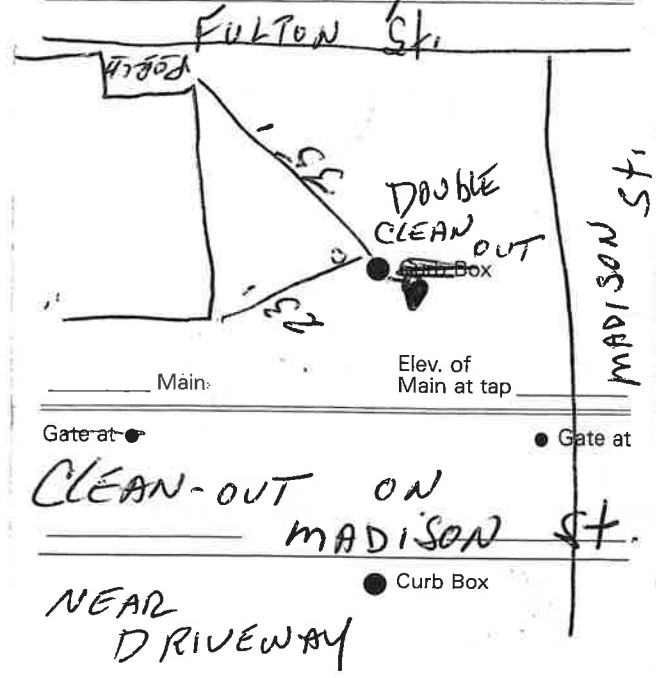 FULTON St.
PORCH
DOUBLE
CLEAN OUT
Curb Box
MADISON St.
Main
Elev. of
Main at tap
Gate at
Gate at
CLEAN-OUT ON
MADISON St.
Curb Box
NEAR
DRIVEWAY